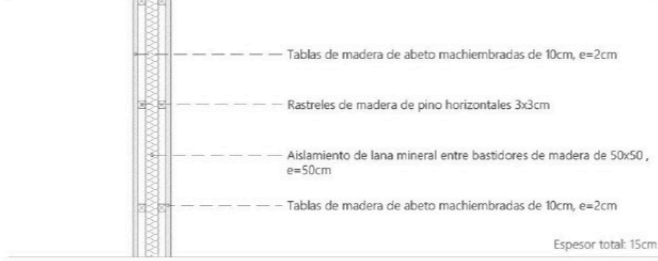 Tablas de madera de abeto machiembradas de 10cm, e=2cm
Rastreles de madera de pino horizontales 3x3cm
Aislamiento de lana mineral entre bastidores de madera de 50x50 ,
e=50cm
Tablas de madera de abeto machiembradas de 10cm, e=2cm
Espesor total: 15cm